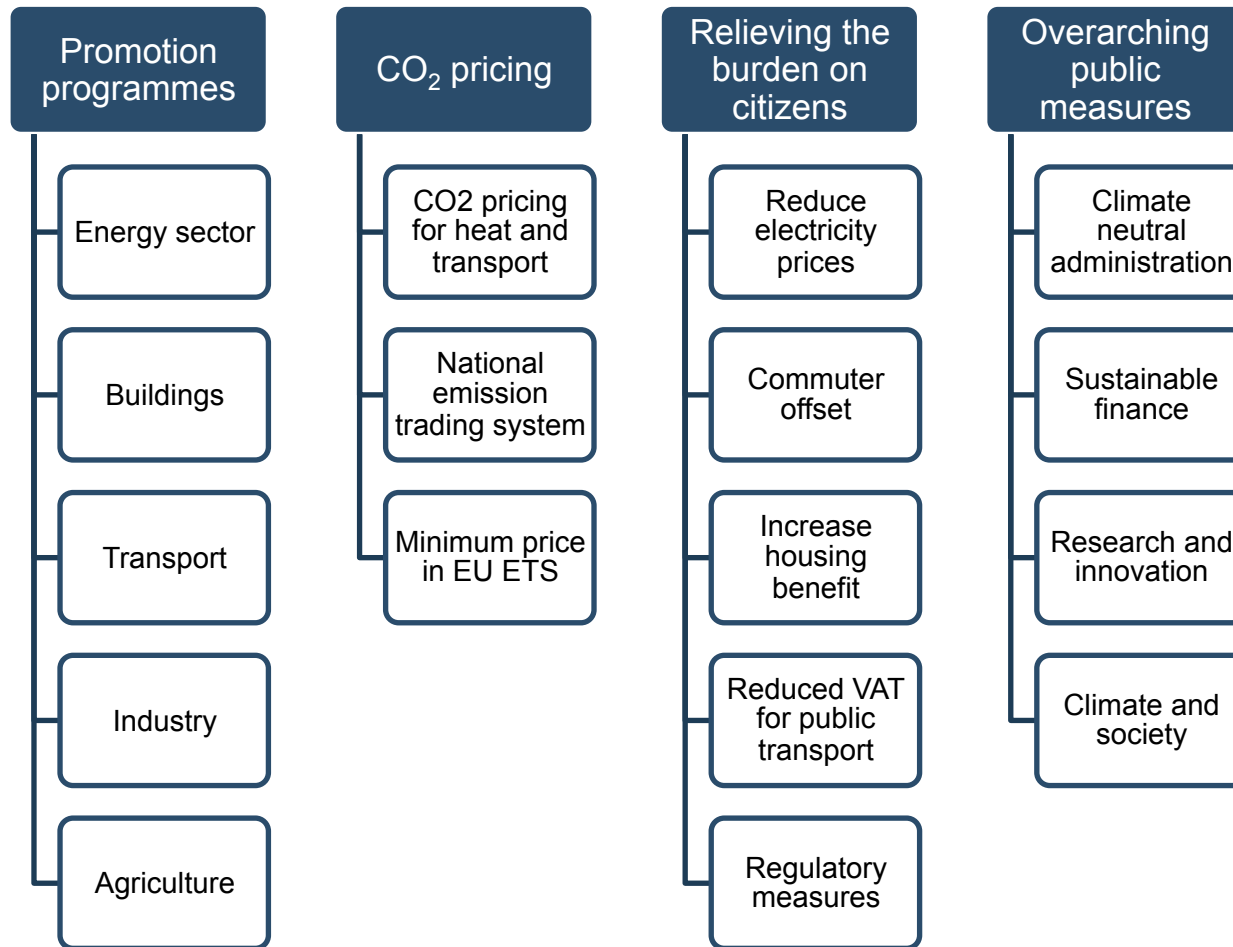 Promotion
programmes
Energy sector
Buildings
Transport
Industry
Agriculture
CO₂ pricing
CO2 pricing
for heat and
transport
National
emission
trading system
Minimum price
in EU ETS
Relieving the
burden on
citizens
Reduce
electricity
prices
Commuter
offset
Increase
housing
benefit
Reduced VAT
for public
transport
Regulatory
measures
Overarching
public
measures
Climate
neutral
administration
Sustainable
finance
Research and
innovation
Climate and
society